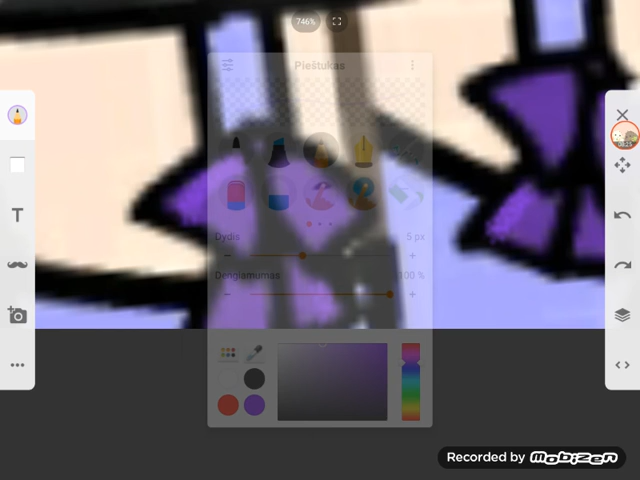 746%
Pieštukas
T
Dydis 5 px
Dengiamumas 100 %
Recorded by MOBIZEN